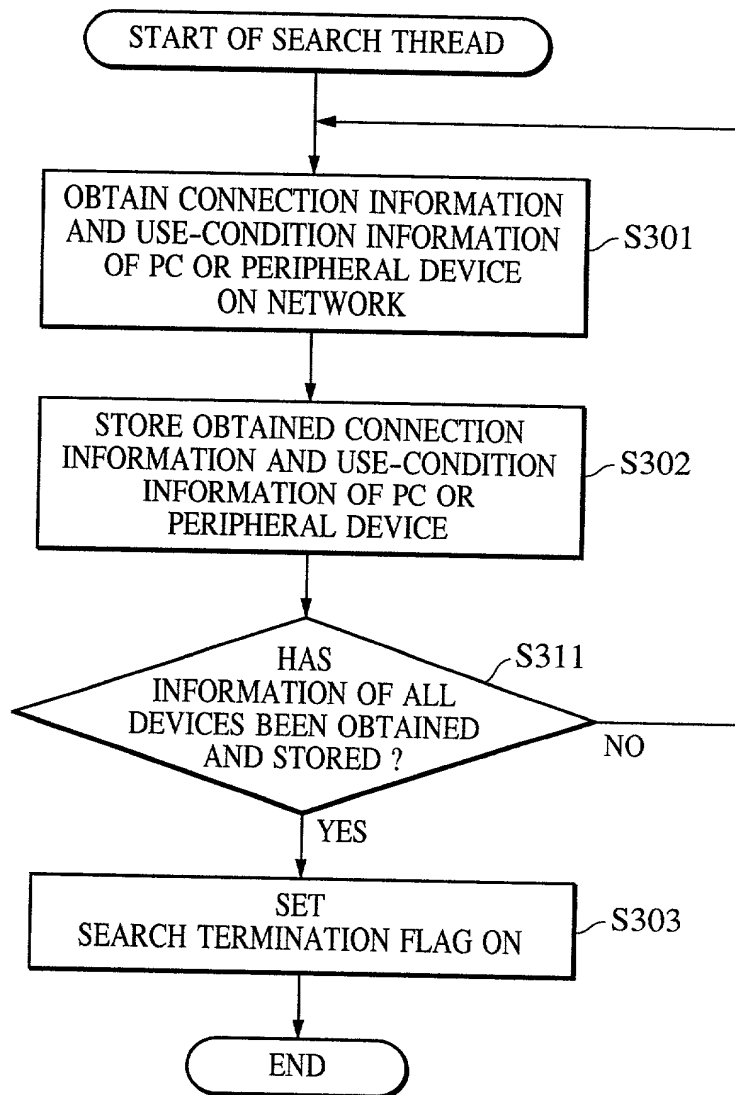 START OF SEARCH THREAD
OBTAIN CONNECTION INFORMATION
AND USE-CONDITION INFORMATION
OF PC OR PERIPHERAL DEVICE
ON NETWORK
S301
STORE OBTAINED CONNECTION
INFORMATION AND USE-CONDITION
INFORMATION OF PC OR
PERIPHERAL DEVICE
S302
HAS
INFORMATION OF ALL
DEVICES BEEN OBTAINED
AND STORED ?
S311
NO
YES
SET
SEARCH TERMINATION FLAG ON
S303
END